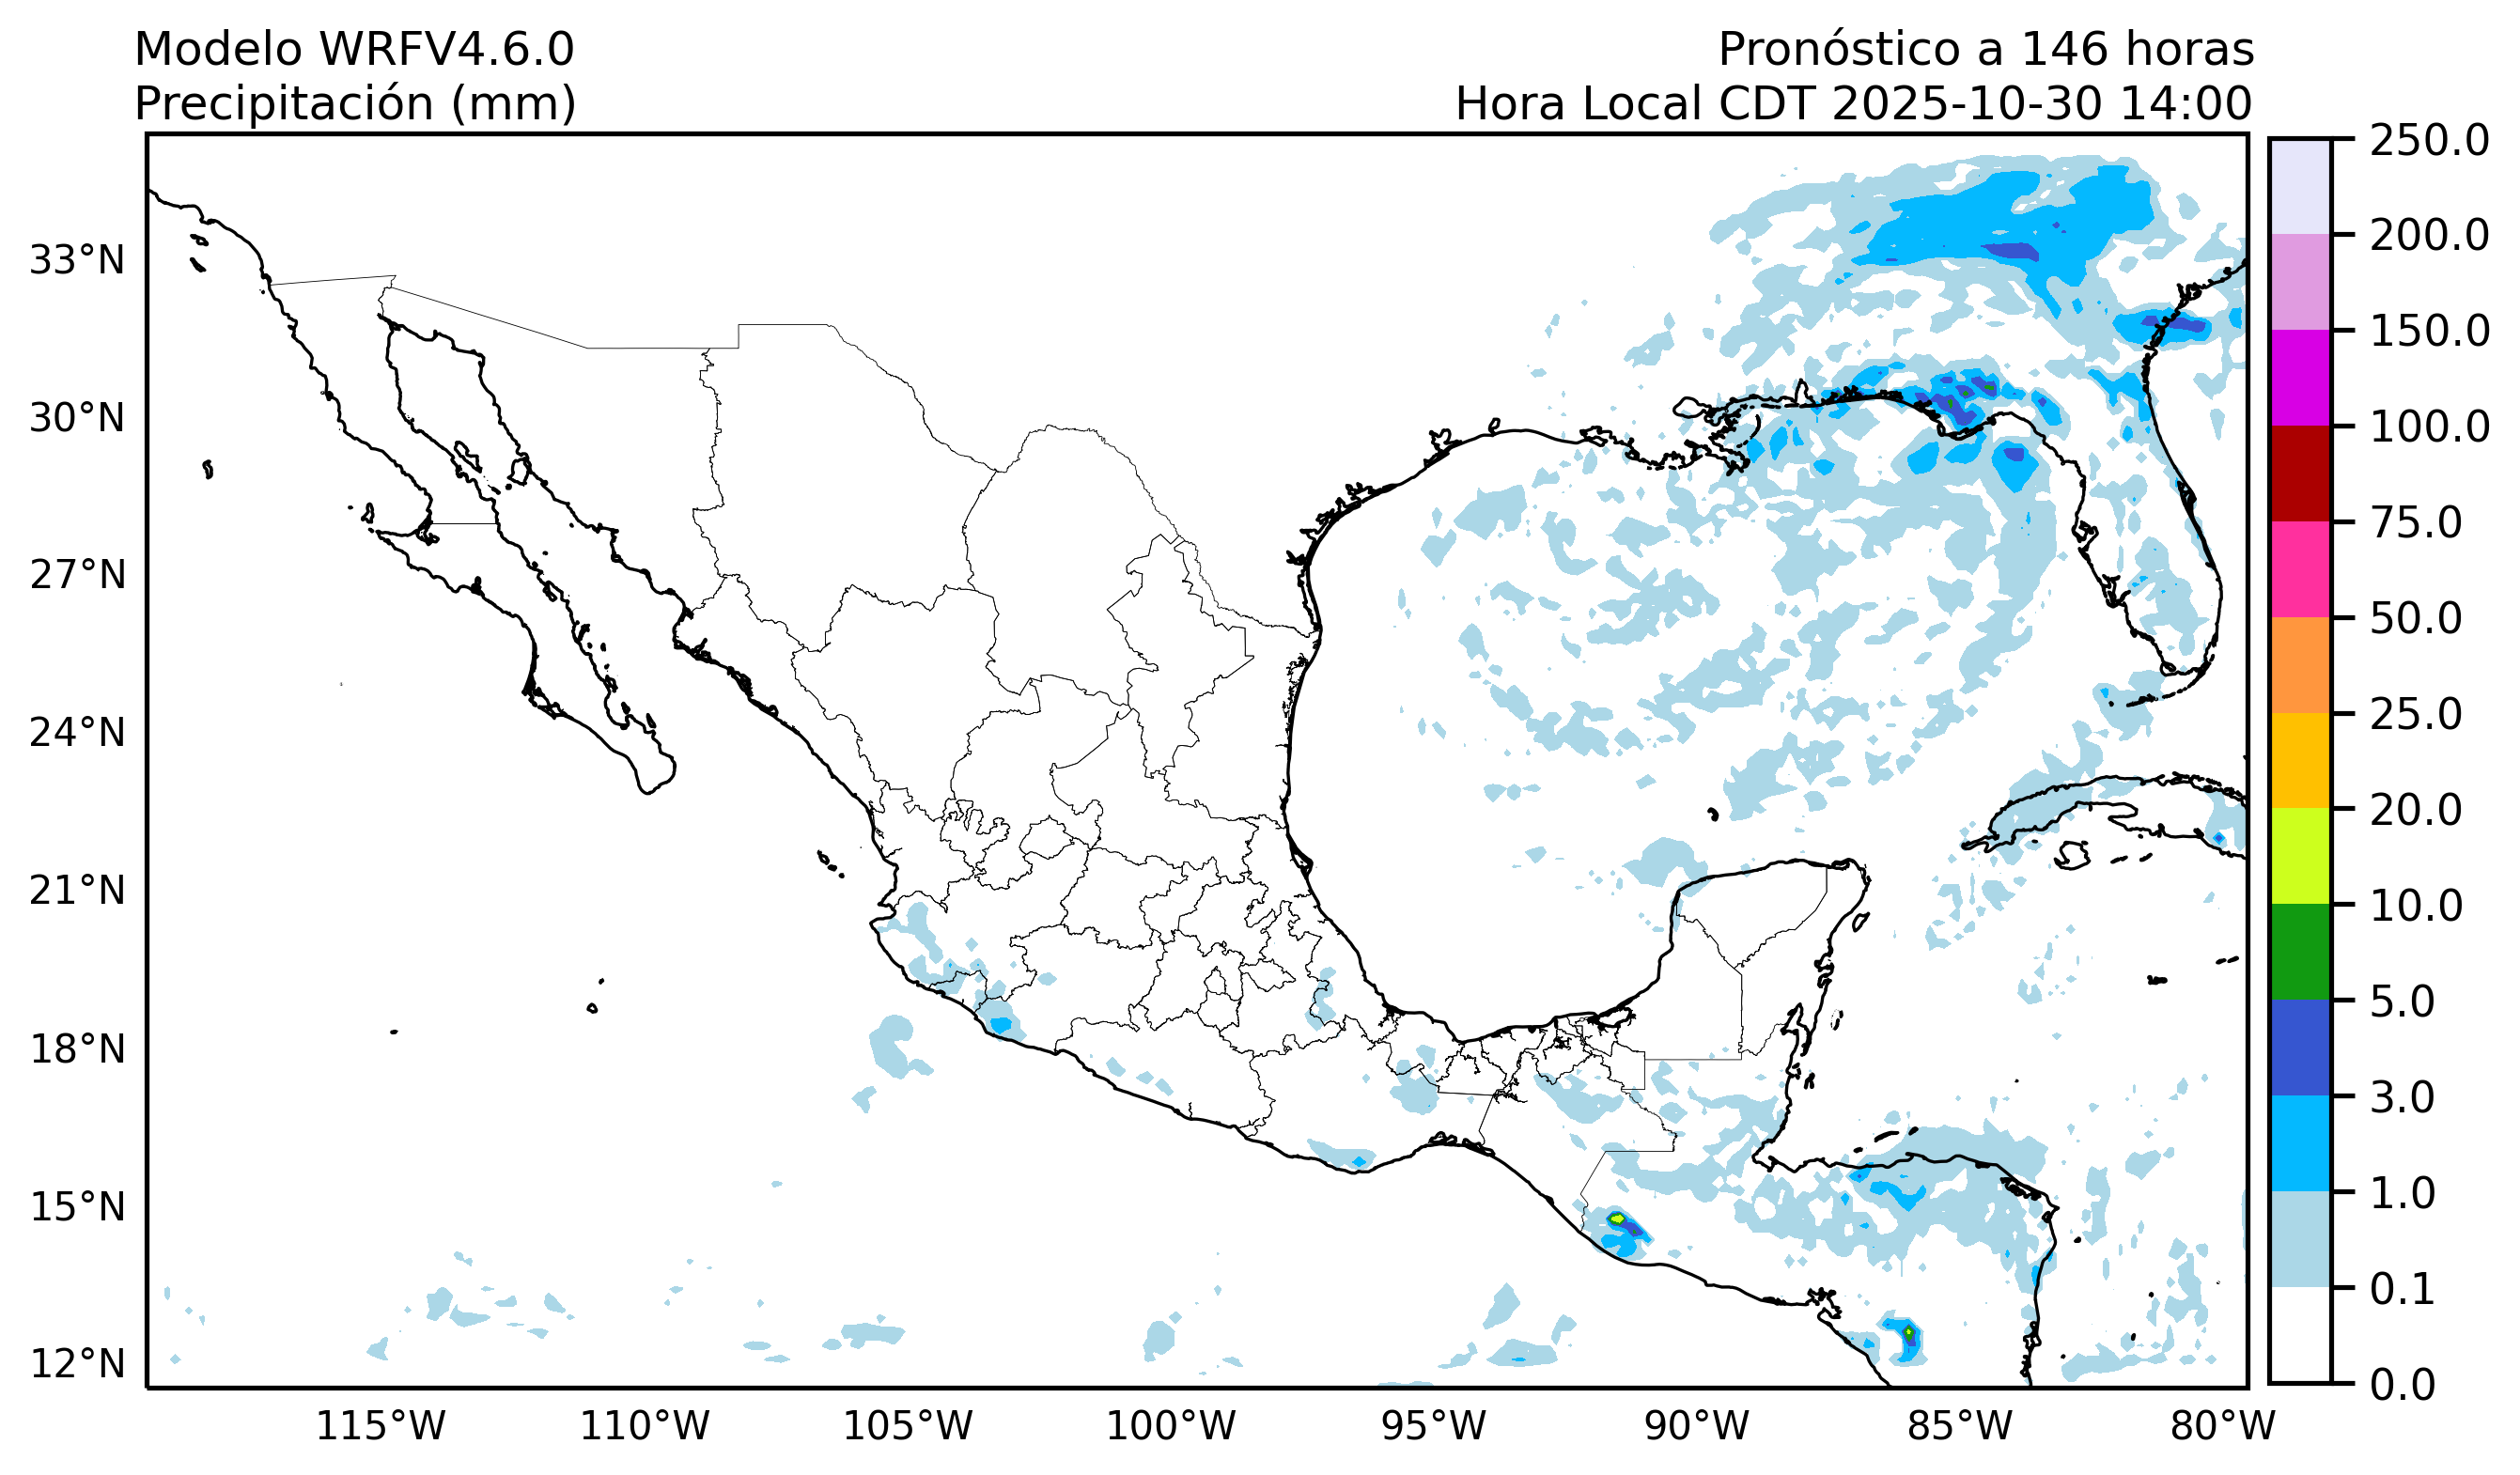 Modelo WRFV4.6.0
Precipitación (mm)
Pronóstico a 146 horas
Hora Local CDT 2025-10-30 14:00
33°N
30°N
27°N
24°N
21°N
18°N
15°N
12°N
115°W
110°W
105°W
100°W
95°W
90°W
85°W
80°W
250.0
200.0
150.0
100.0
75.0
50.0
25.0
20.0
10.0
5.0
3.0
1.0
0.1
0.0